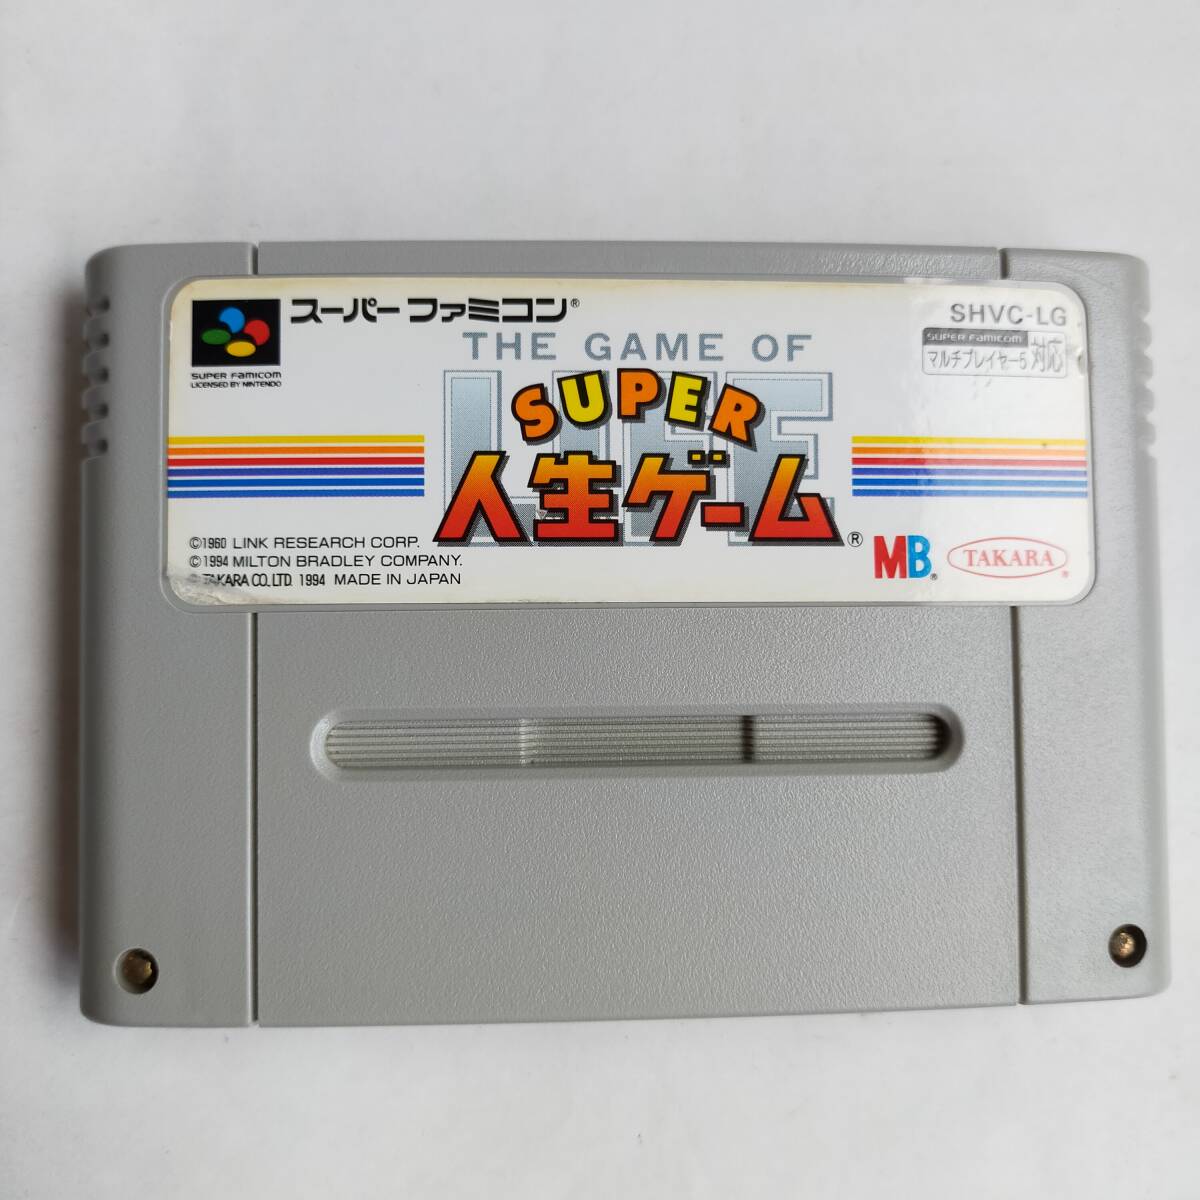 スーパーファミコン®
SUPER FAMICOM
LICENSED BY NINTENDO
SHVC-LG
SUPER FAMICOM
マルチプレイヤー5 対応
THE GAME OF
LIFE
SUPER
人生ゲーム®
©1960 LINK RESEARCH CORP.
©1994 MILTON BRADLEY COMPANY.
© TAKARA CO.LTD. 1994 MADE IN JAPAN
MB®
TAKARA®